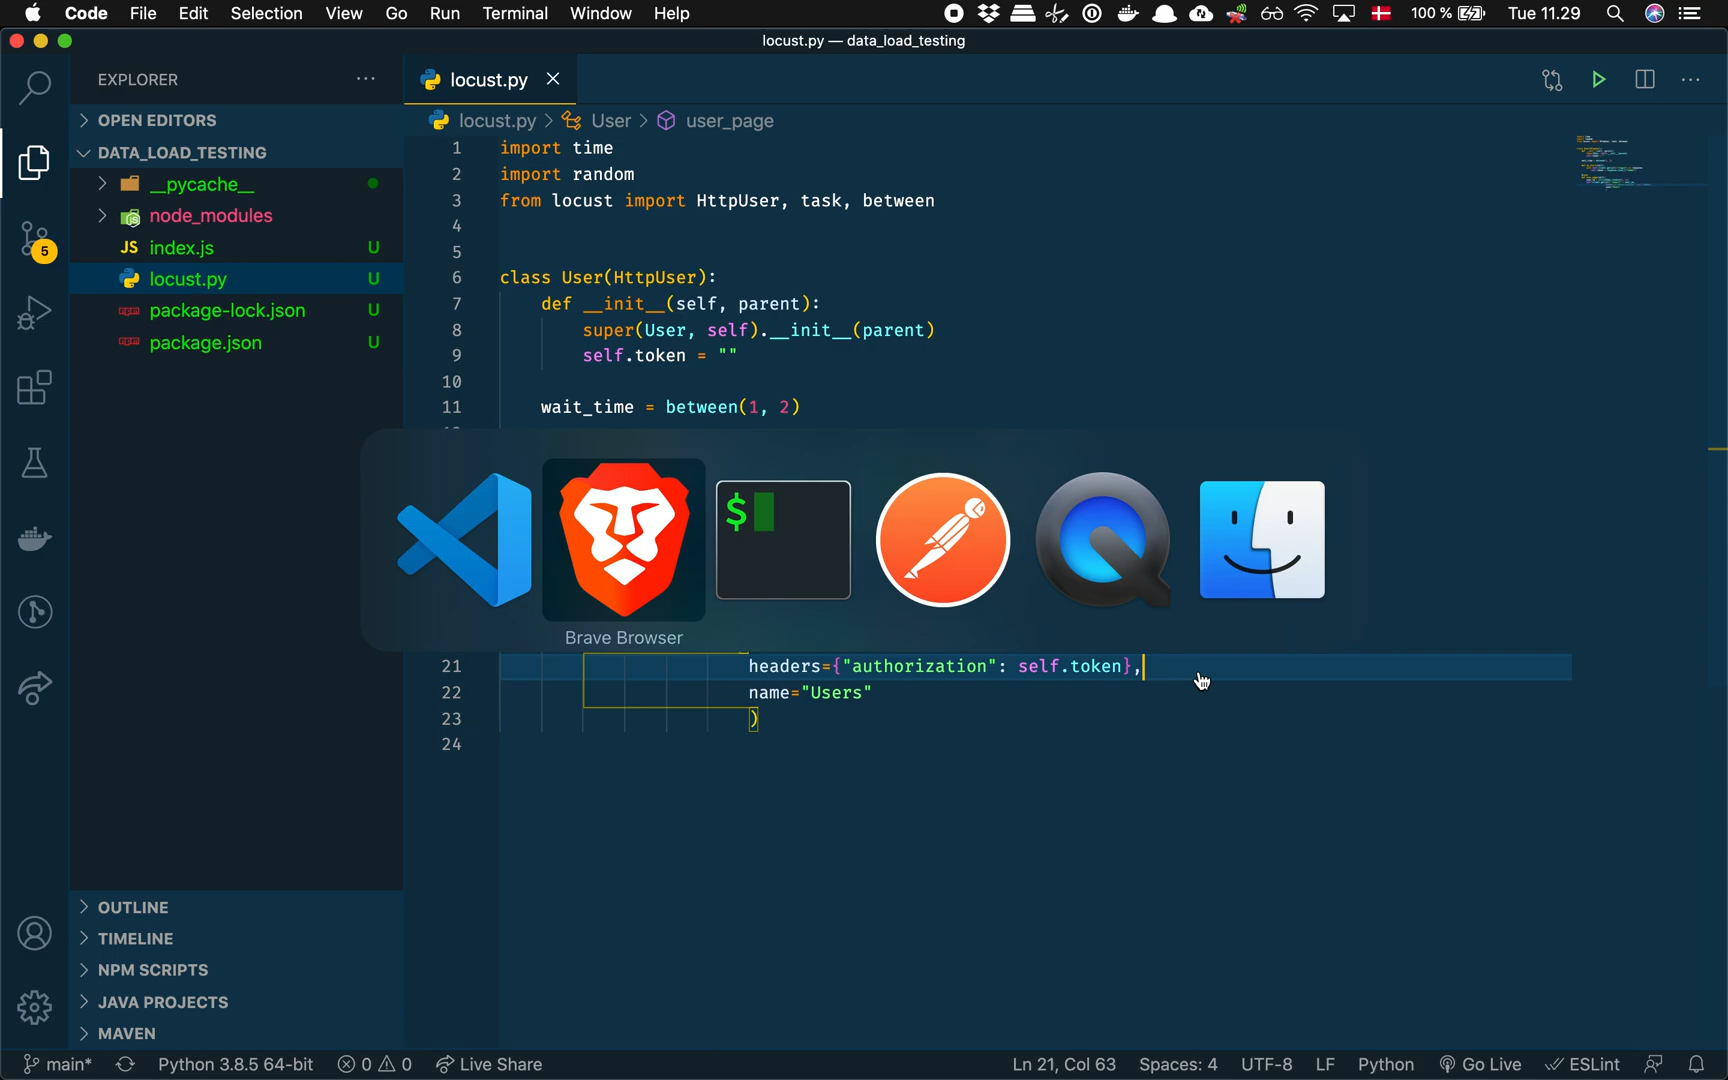 Code File Edit Selection View Go Run Terminal Window Help 100 % Tue 11.29
locust.py — data_load_testing
EXPLORER
OPEN EDITORS
DATA_LOAD_TESTING
__pycache__
node_modules
JS index.js U
locust.py U
package-lock.json U
package.json U
5
OUTLINE
TIMELINE
NPM SCRIPTS
JAVA PROJECTS
MAVEN
locust.py
locust.py > User > user_page
1 import time
2 import random
3 from locust import HttpUser, task, between
4
5
6 class User(HttpUser):
7 def __init__(self, parent):
8 super(User, self).__init__(parent)
9 self.token = ""
10
11 wait_time = between(1, 2)
$
Brave Browser
21 headers={"authorization": self.token},
22 name="Users"
23 )
24
main* Python 3.8.5 64-bit 0 0 Live Share Ln 21, Col 63 Spaces: 4 UTF-8 LF Python Go Live ESLint